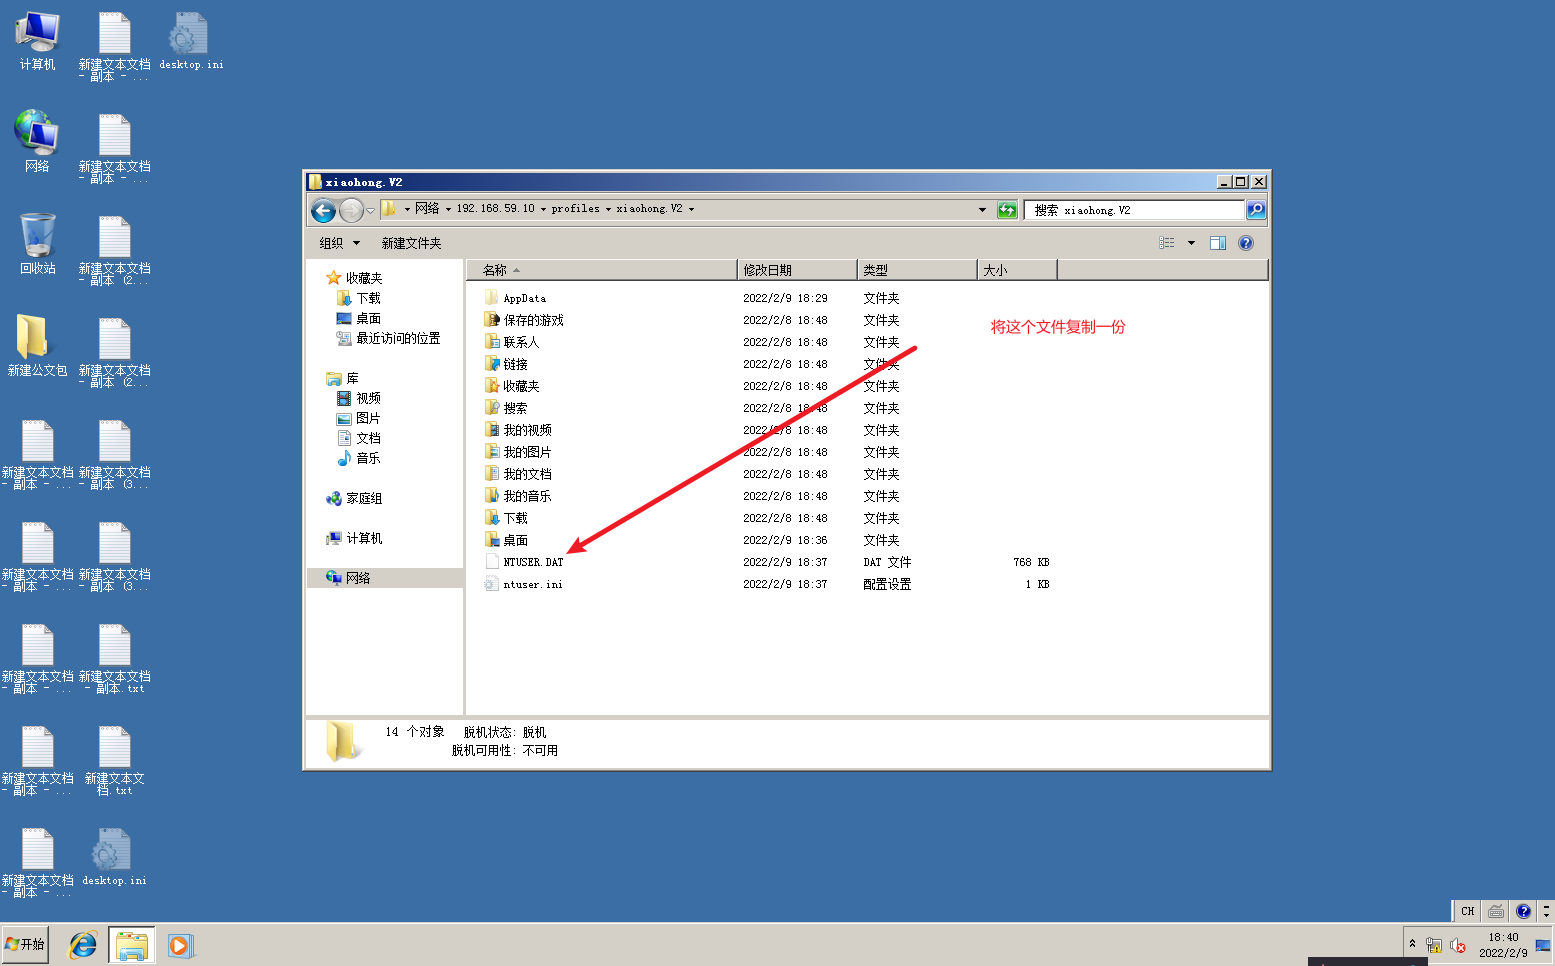 计算机
新建文本文档
- 副本 - ...
desktop.ini
网络
新建文本文档
- 副本 - ...
回收站
新建文本文档
- 副本 (2...
新建公文包
新建文本文档
- 副本 (2...
新建文本文档
- 副本 - ...
新建文本文档
- 副本 (3...
新建文本文档
- 副本 - ...
新建文本文档
- 副本 (3...
新建文本文档
- 副本 - ...
新建文本文档
- 副本.txt
新建文本文档
- 副本 - ...
新建文本文
档.txt
新建文本文档
- 副本 - ...
desktop.ini
xiaohong.V2
网络 192.168.59.10 profiles xiaohong.V2
搜索 xiaohong.V2
组织 新建文件夹
收藏夹
下载
桌面
最近访问的位置
库
视频
图片
文档
音乐
家庭组
计算机
网络
名称 修改日期 类型 大小
AppData 2022/2/9 18:29 文件夹
保存的游戏 2022/2/8 18:48 文件夹
将这个文件复制一份
联系人 2022/2/8 18:48 文件夹
链接 2022/2/8 18:48 文件夹
收藏夹 2022/2/8 18:48 文件夹
搜索 2022/2/8 18:48 文件夹
我的视频 2022/2/8 18:48 文件夹
我的图片 2022/2/8 18:48 文件夹
我的文档 2022/2/8 18:48 文件夹
我的音乐 2022/2/8 18:48 文件夹
下载 2022/2/8 18:48 文件夹
桌面 2022/2/9 18:36 文件夹
NTUSER.DAT 2022/2/9 18:37 DAT 文件 768 KB
ntuser.ini 2022/2/9 18:37 配置设置 1 KB
14 个对象 脱机状态: 脱机
脱机可用性: 不可用
CH
开始
18:40
2022/2/9